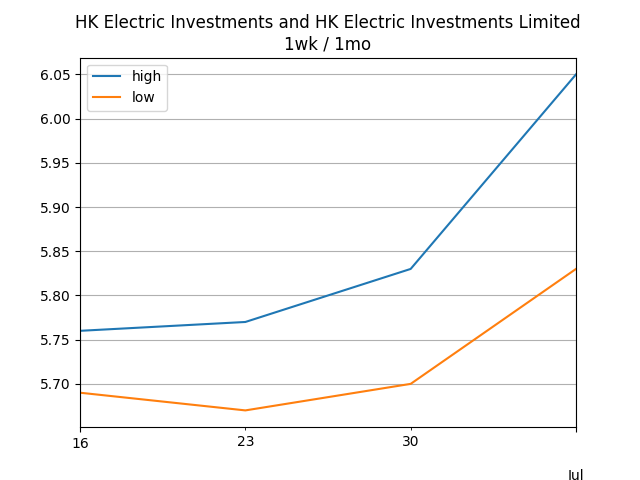 HK Electric Investments and HK Electric Investments Limited
1wk / 1mo
high
low
6.05
6.00
5.95
5.90
5.85
5.80
5.75
5.70
16
23
30
Jul